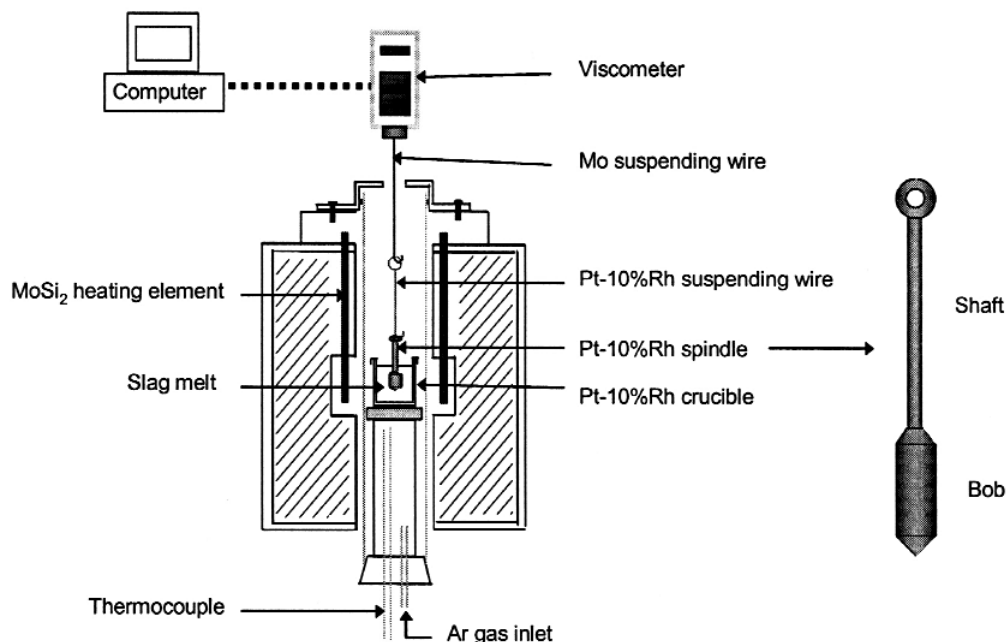 Computer
Viscometer
Mo suspending wire
MoSi₂ heating element
Pt-10%Rh suspending wire
Shaft
Pt-10%Rh spindle
Slag melt
Pt-10%Rh crucible
Bob
Thermocouple
Ar gas inlet